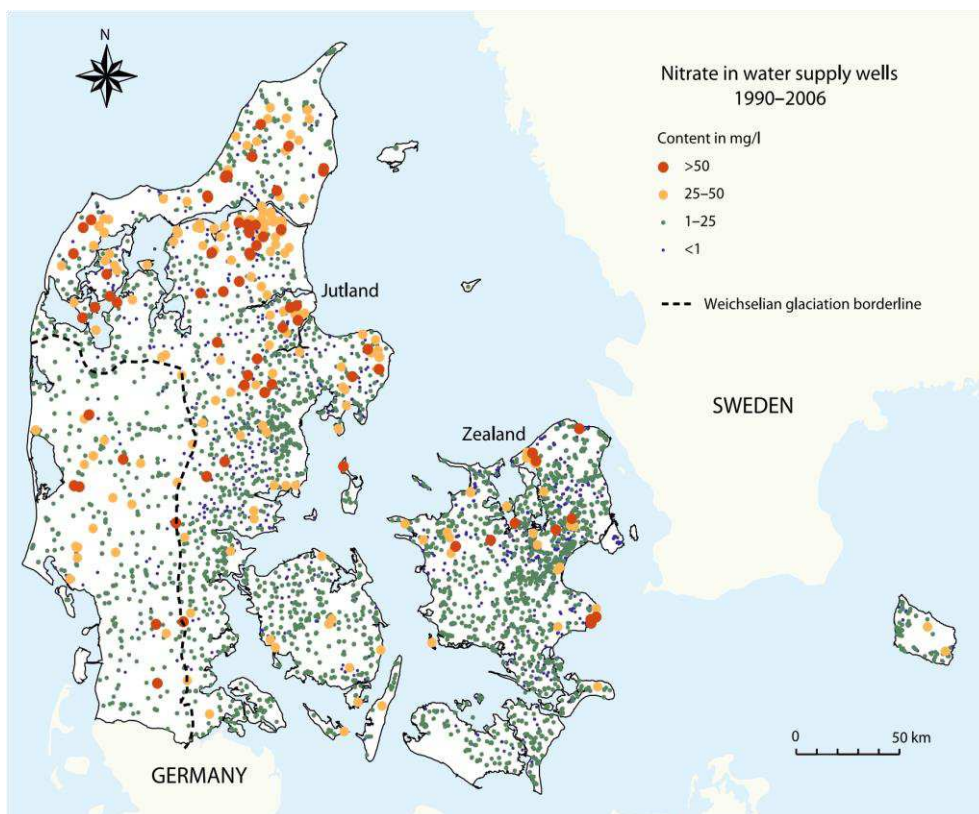 N
Nitrate in water supply wells
1990–2006
Content in mg/l
>50
25–50
1–25
<1
Weichselian glaciation borderline
Jutland
SWEDEN
Zealand
0 50 km
GERMANY